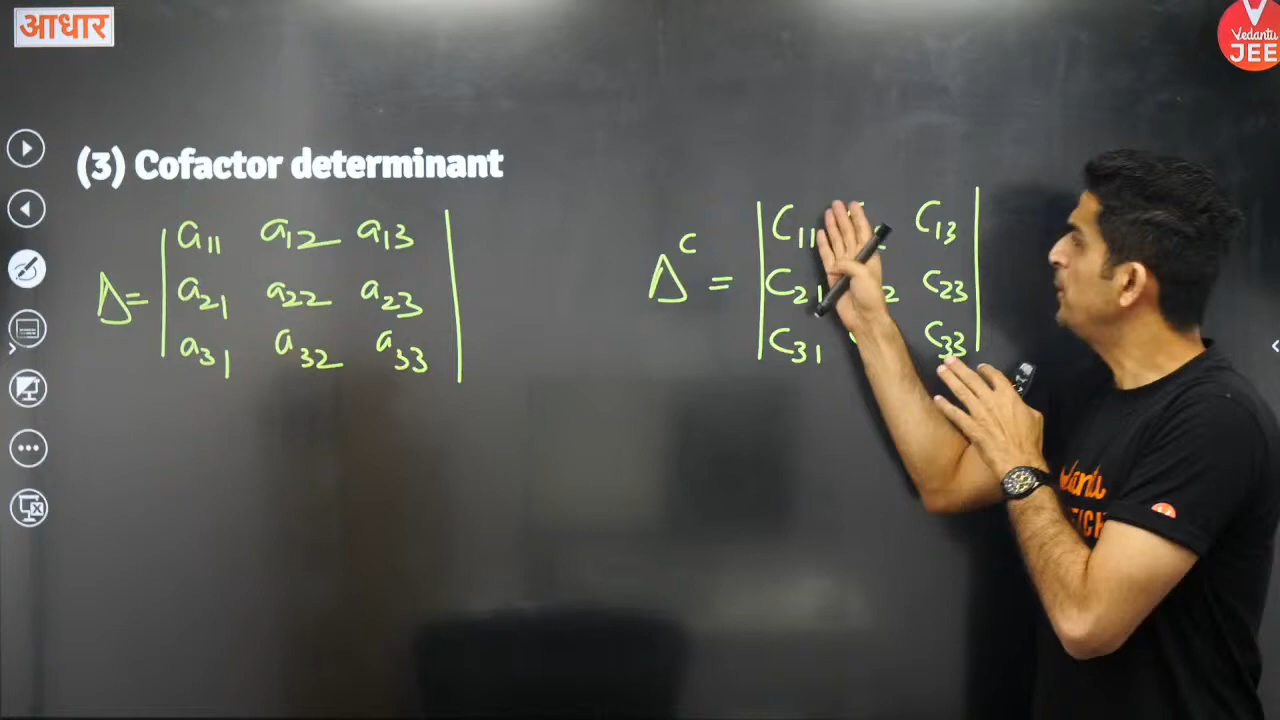 आधार
Vedantu
JEE
(3) Cofactor determinant
Δ = | a11 a12 a13 |
| a21 a22 a23 |
| a31 a32 a33 |
Δ^c = | C11 C13 |
| C21 2 C23 |
| C31 C33 |